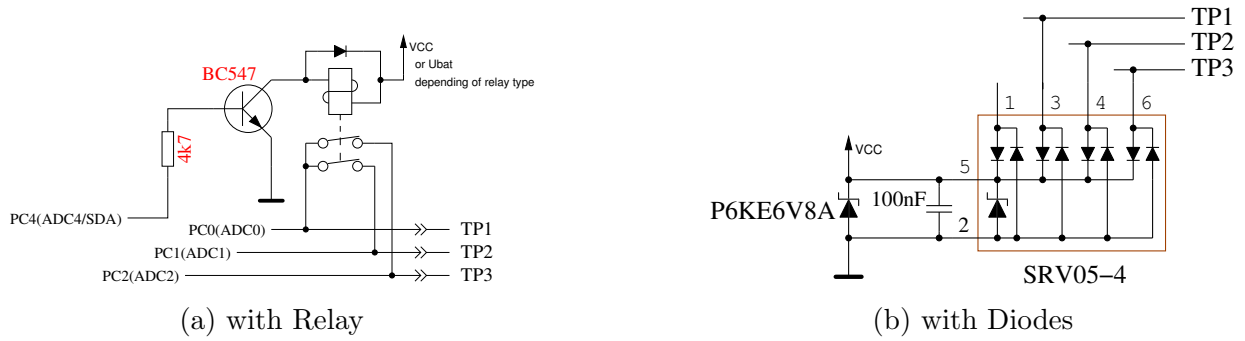 BC547
4k7
VCC
or Ubat
depending of relay type
PC4(ADC4/SDA)
PC0(ADC0)
TP1
PC1(ADC1)
TP2
PC2(ADC2)
TP3
(a) with Relay
TP1
TP2
TP3
1 3 4 6
VCC
5
100nF
P6KE6V8A
2
SRV05-4
(b) with Diodes